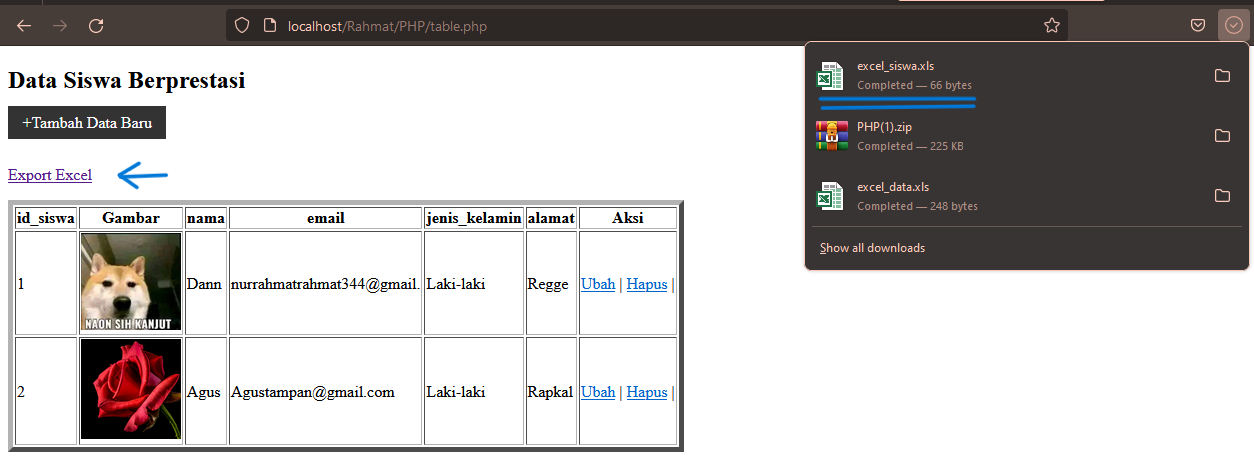 localhost/Rahmat/PHP/table.php
Data Siswa Berprestasi
+Tambah Data Baru
Export Excel
id_siswa Gambar nama email jenis_kelamin alamat Aksi
1 Dann nurrahmatrahmat344@gmail. Laki-laki Regge Ubah | Hapus |
NAON SIH KANJUT
2 Agus Agustampan@gmail.com Laki-laki Rapkal Ubah | Hapus |
excel_siswa.xls
Completed — 66 bytes
PHP(1).zip
Completed — 225 KB
excel_data.xls
Completed — 248 bytes
Show all downloads